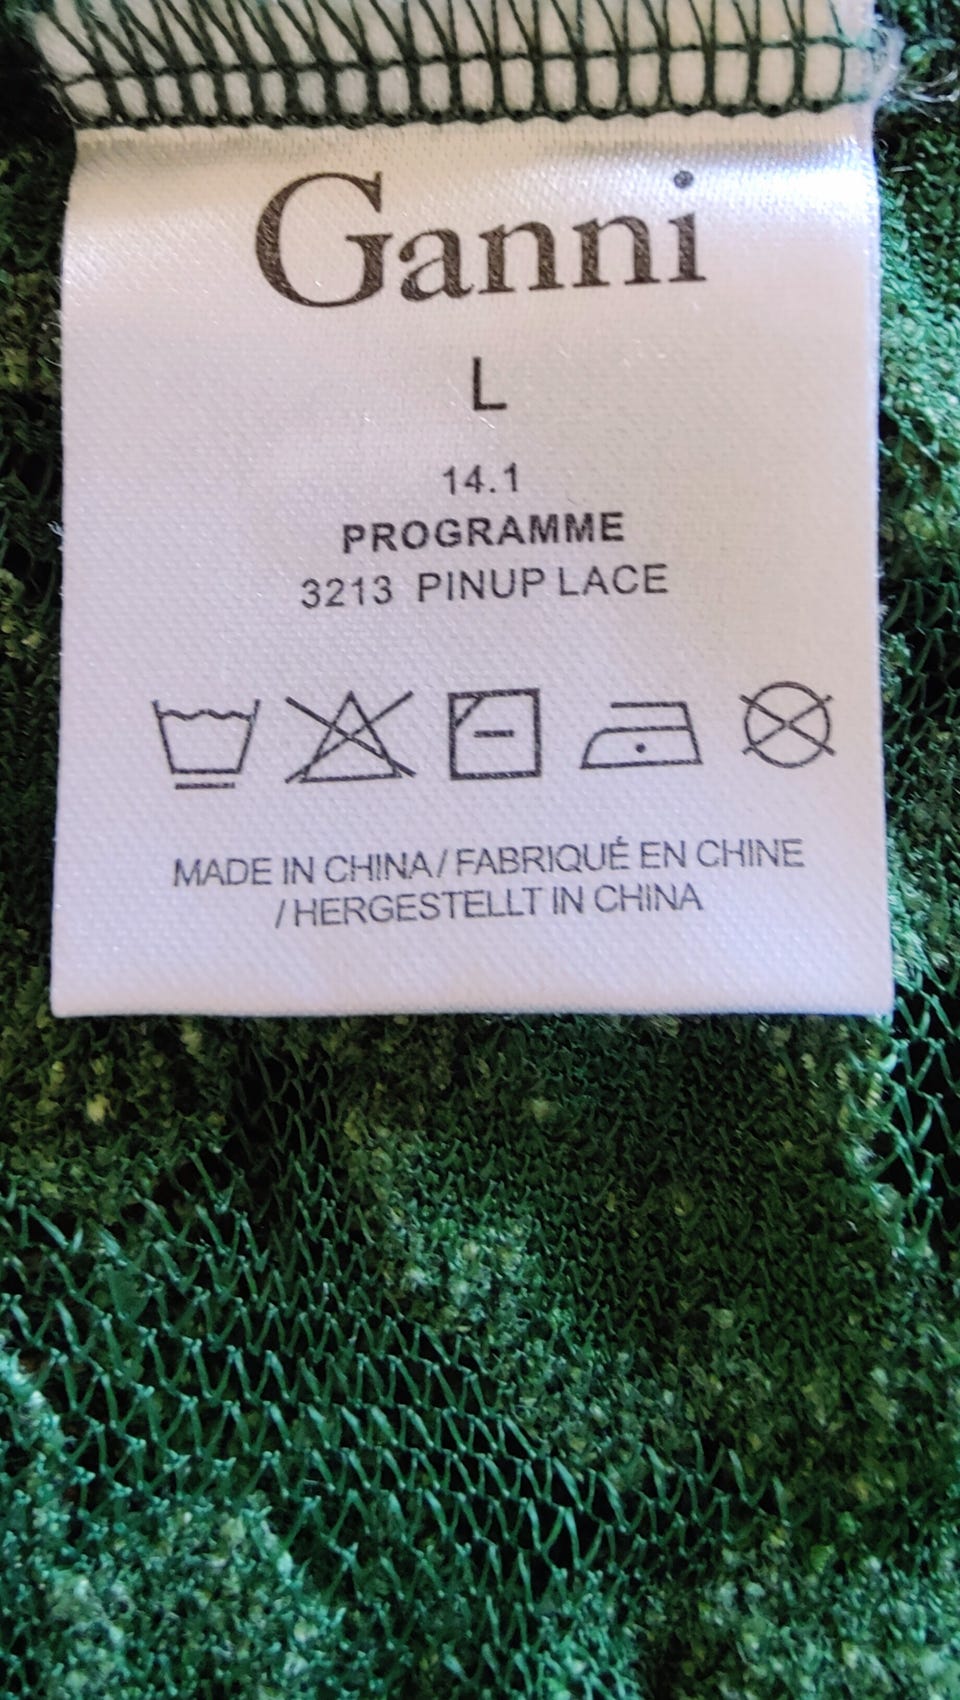 Ganni
L
14.1
PROGRAMME
3213 PINUP LACE
MADE IN CHINA / FABRIQUÉ EN CHINE
/ HERGESTELLT IN CHINA